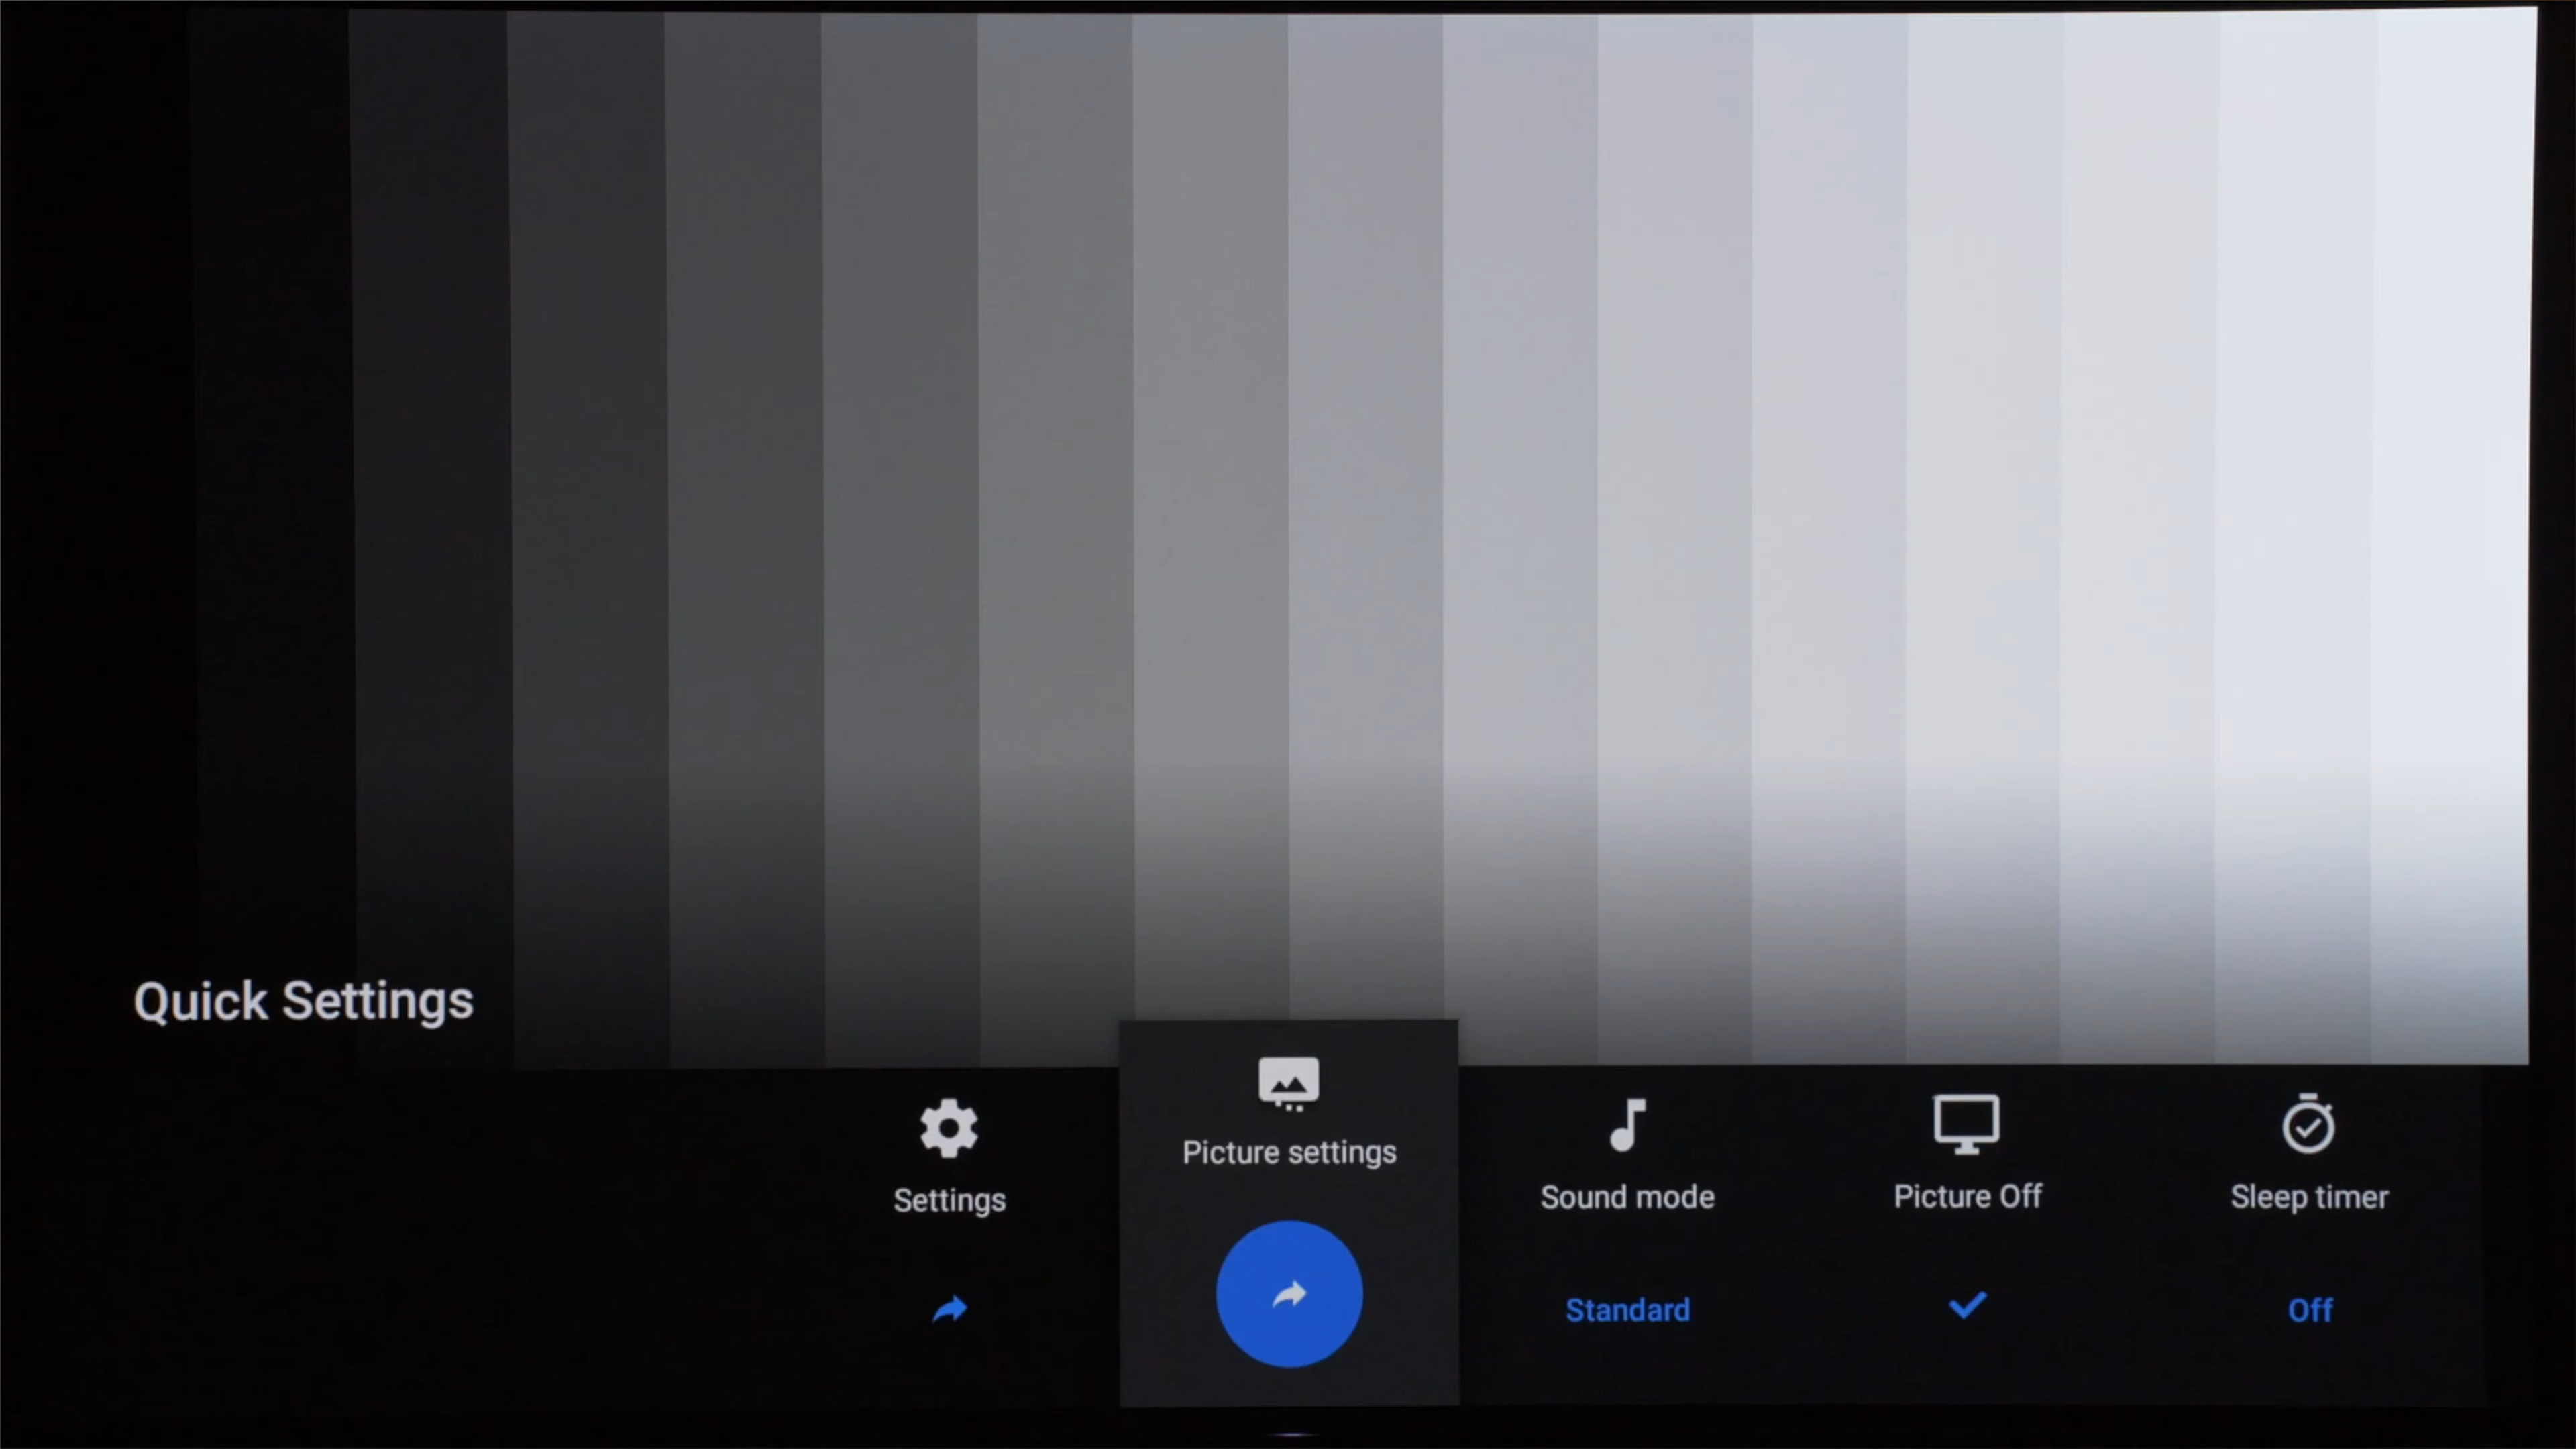 Quick Settings
Settings
Picture settings
Sound mode
Picture Off
Sleep timer
Standard
Off